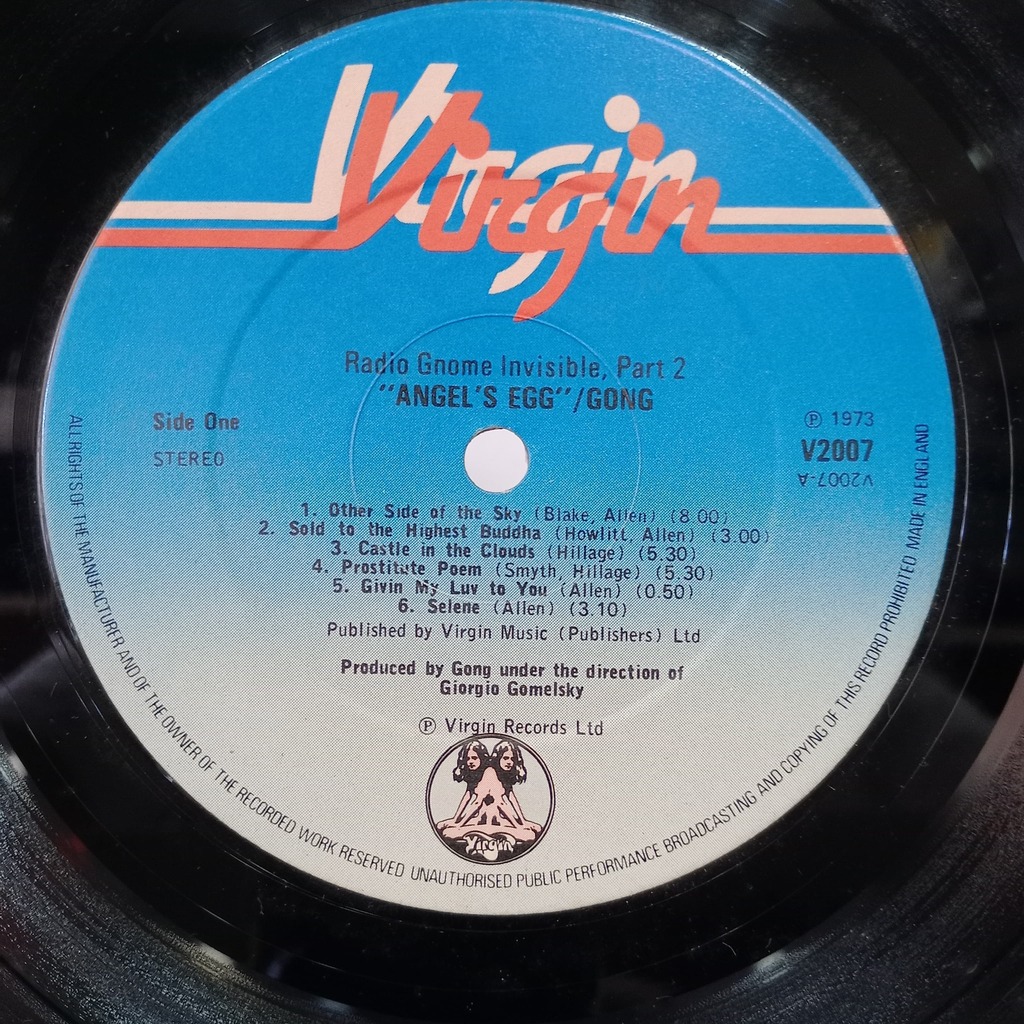 Virgin
Radio Gnome Invisible, Part 2
"ANGEL'S EGG"/GONG
Side One
STEREO
℗ 1973
V2007
V2007-A
1. Other Side of the Sky (Blake, Allen) (8.00)
2. Sold to the Highest Buddha (Howlitt, Allen) (3.00)
3. Castle in the Clouds (Hillage) (5.30)
4. Prostitute Poem (Smyth, Hillage) (5.30)
5. Givin My Luv to You (Allen) (0.50)
6. Selene (Allen) (3.10)
Published by Virgin Music (Publishers) Ltd
Produced by Gong under the direction of
Giorgio Gomelsky
℗ Virgin Records Ltd
Virgin
ALL RIGHTS OF THE MANUFACTURER AND OF THE OWNER OF THE RECORDED WORK RESERVED UNAUTHORISED PUBLIC PERFORMANCE BROADCASTING AND COPYING OF THIS RECORD PROHIBITED MADE IN ENGLAND